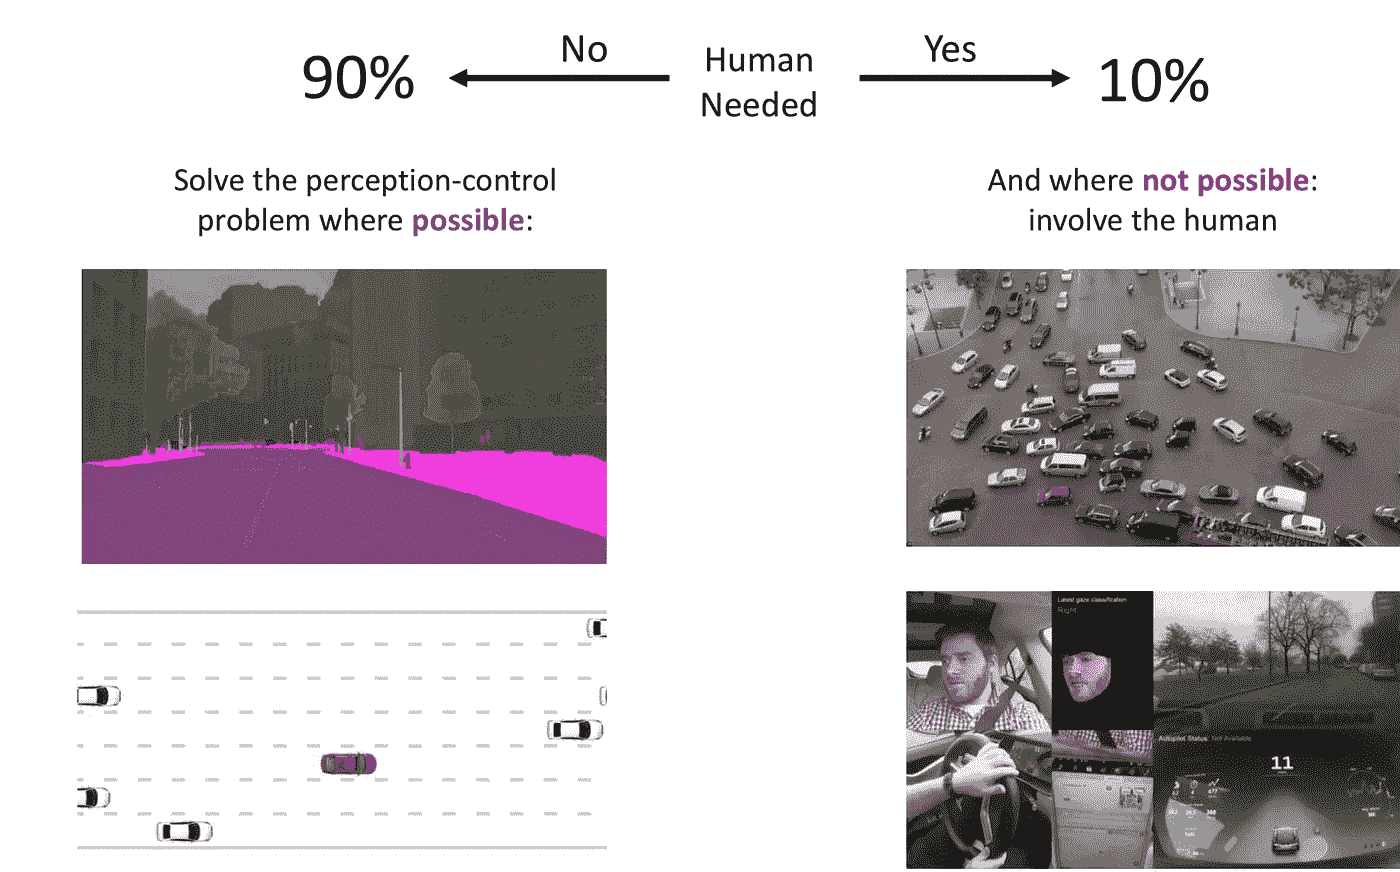 No
Human
Needed
Yes
90%
10%
Solve the perception-control
problem where possible:
And where not possible:
involve the human
Latest gaze classification
Right
Autopilot Status: Not Available
11